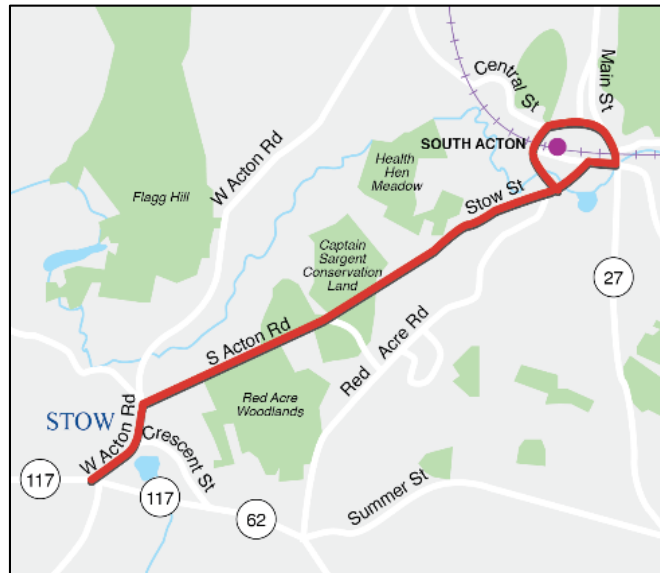 Central St
Main St
SOUTH ACTON
W Acton Rd
Health
Hen
Meadow
Flagg Hill
Stow St
Captain
Sargent
Conservation
Land
27
S Acton Rd
Red Acre Rd
Red Acre
Woodlands
STOW
W Acton Rd
Crescent St
117
117
62
Summer St